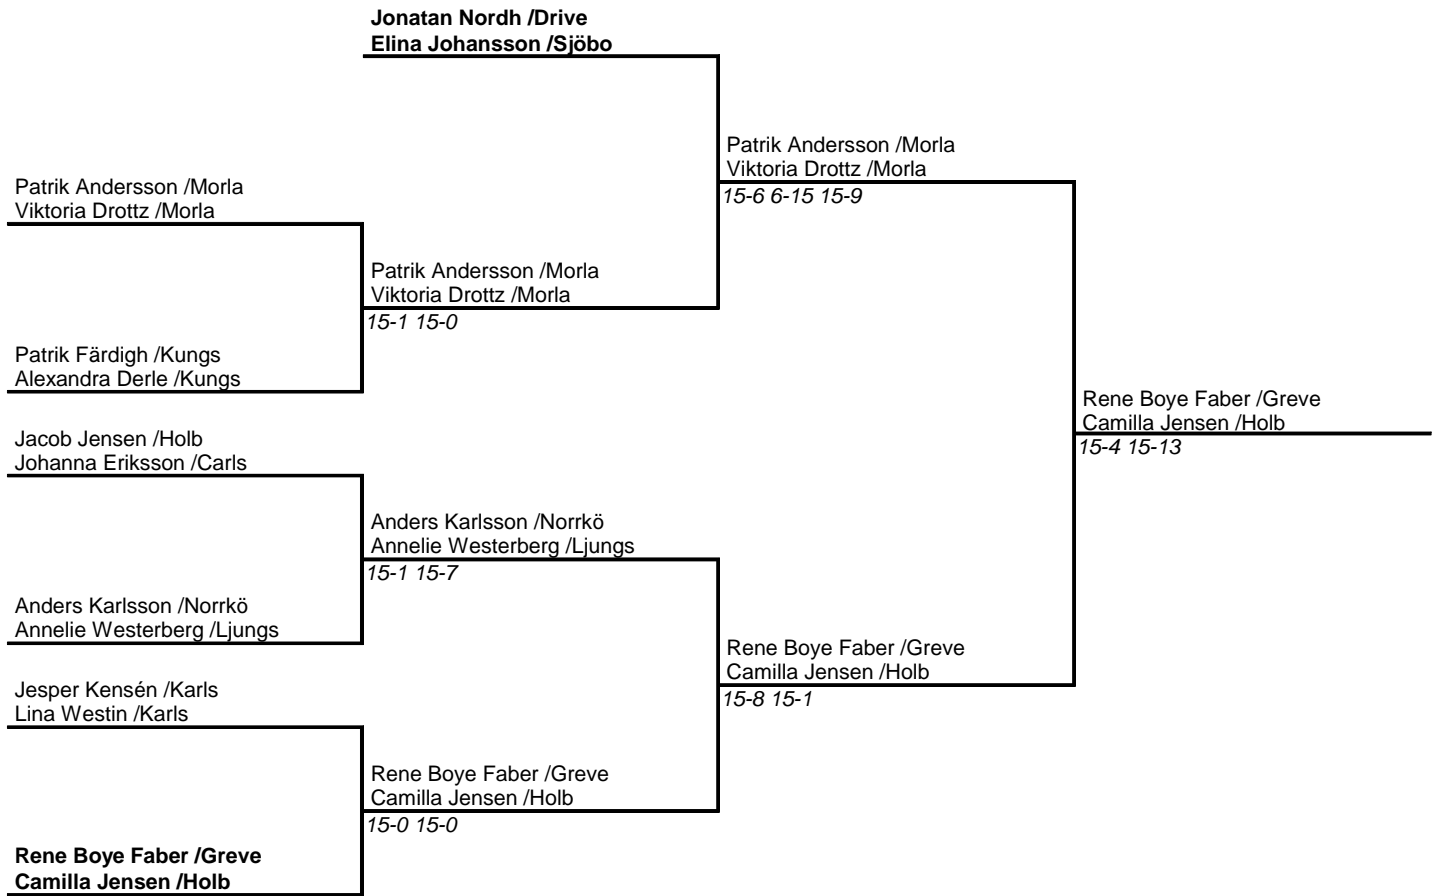 Jonatan Nordh /Drive
Elina Johansson /Sjöbo
Patrik Andersson /Morla
Viktoria Drottz /Morla
15-6 6-15 15-9
Patrik Andersson /Morla
Viktoria Drottz /Morla
Patrik Andersson /Morla
Viktoria Drottz /Morla
15-1 15-0
Patrik Färdigh /Kungs
Alexandra Derle /Kungs
Rene Boye Faber /Greve
Camilla Jensen /Holb
15-4 15-13
Jacob Jensen /Holb
Johanna Eriksson /Carls
Anders Karlsson /Norrkö
Annelie Westerberg /Ljungs
15-1 15-7
Anders Karlsson /Norrkö
Annelie Westerberg /Ljungs
Rene Boye Faber /Greve
Camilla Jensen /Holb
15-8 15-1
Jesper Kensén /Karls
Lina Westin /Karls
Rene Boye Faber /Greve
Camilla Jensen /Holb
15-0 15-0
Rene Boye Faber /Greve
Camilla Jensen /Holb